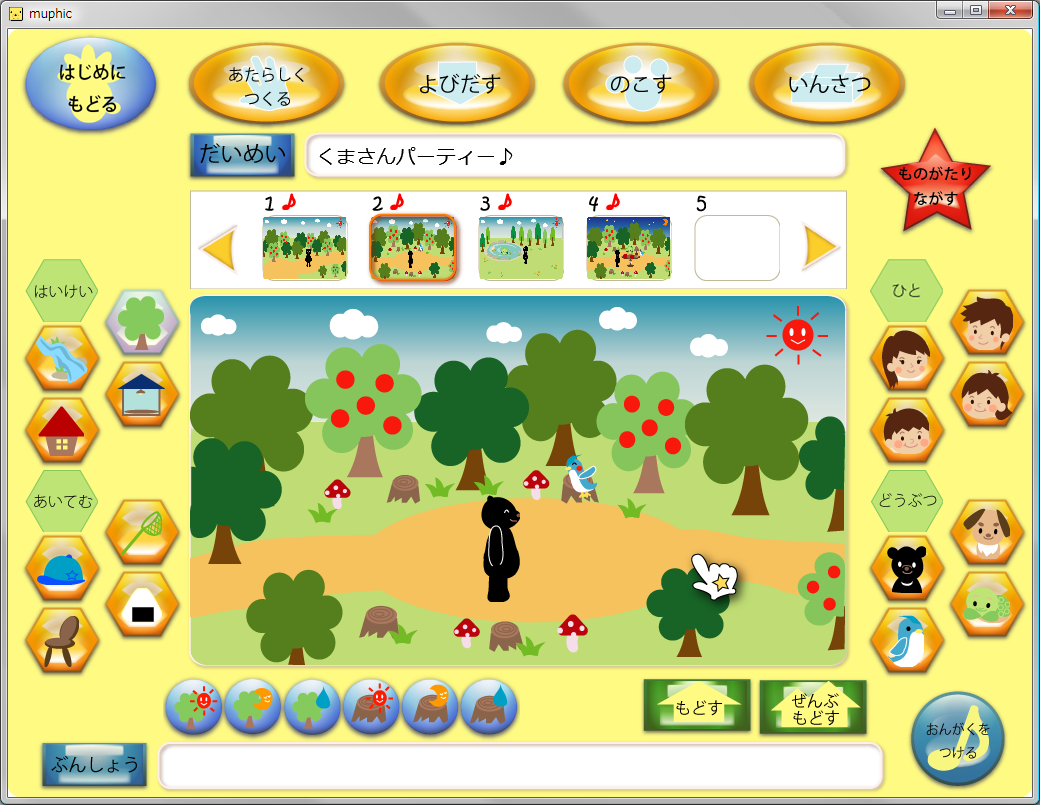 muphic
はじめに
もどる
あたらしく
つくる
よびだす
のこす
いんさつ
だいめい
くまさんパーティー♪
ものがたり
ながす
1 ♪
2 ♪
3 ♪
4 ♪
5
はいけい
ひと
あいてむ
どうぶつ
もどす
ぜんぶ
もどす
おんがくを
つける
ぶんしょう